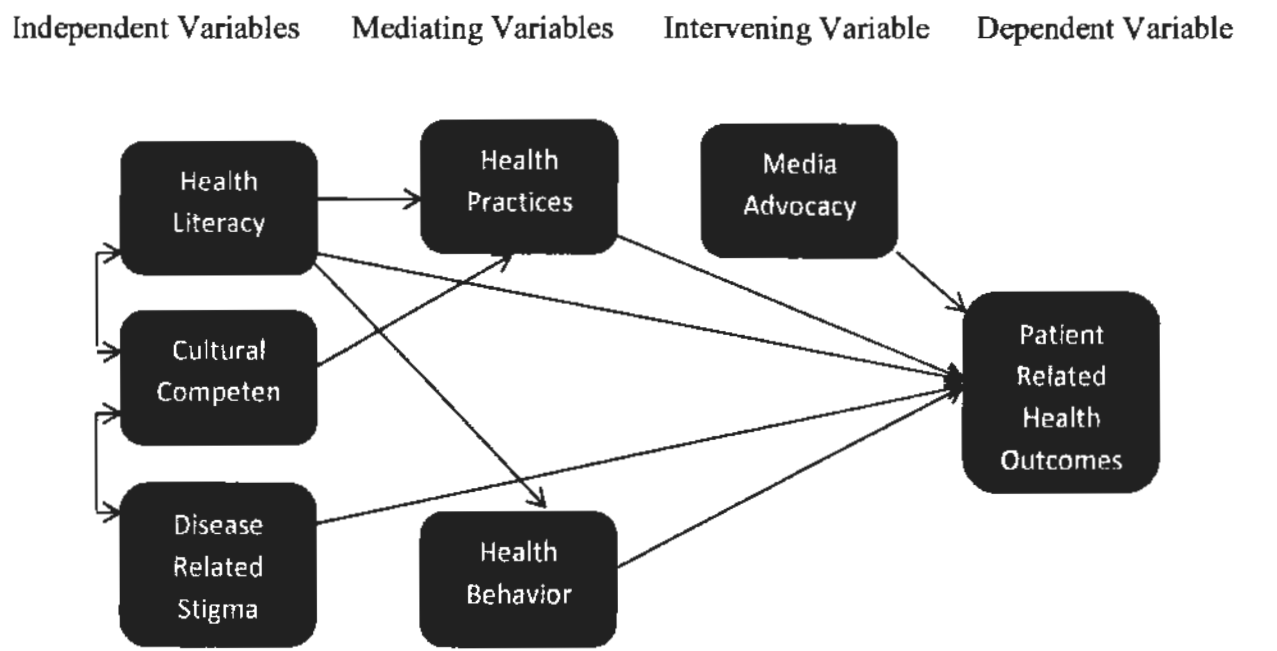 Independent Variables Mediating Variables Intervening Variable Dependent Variable
Health
Literacy
Cultural
Competen
Disease
Related
Stigma
Health
Practices
Health
Behavior
Media
Advocacy
Patient
Related
Health
Outcomes